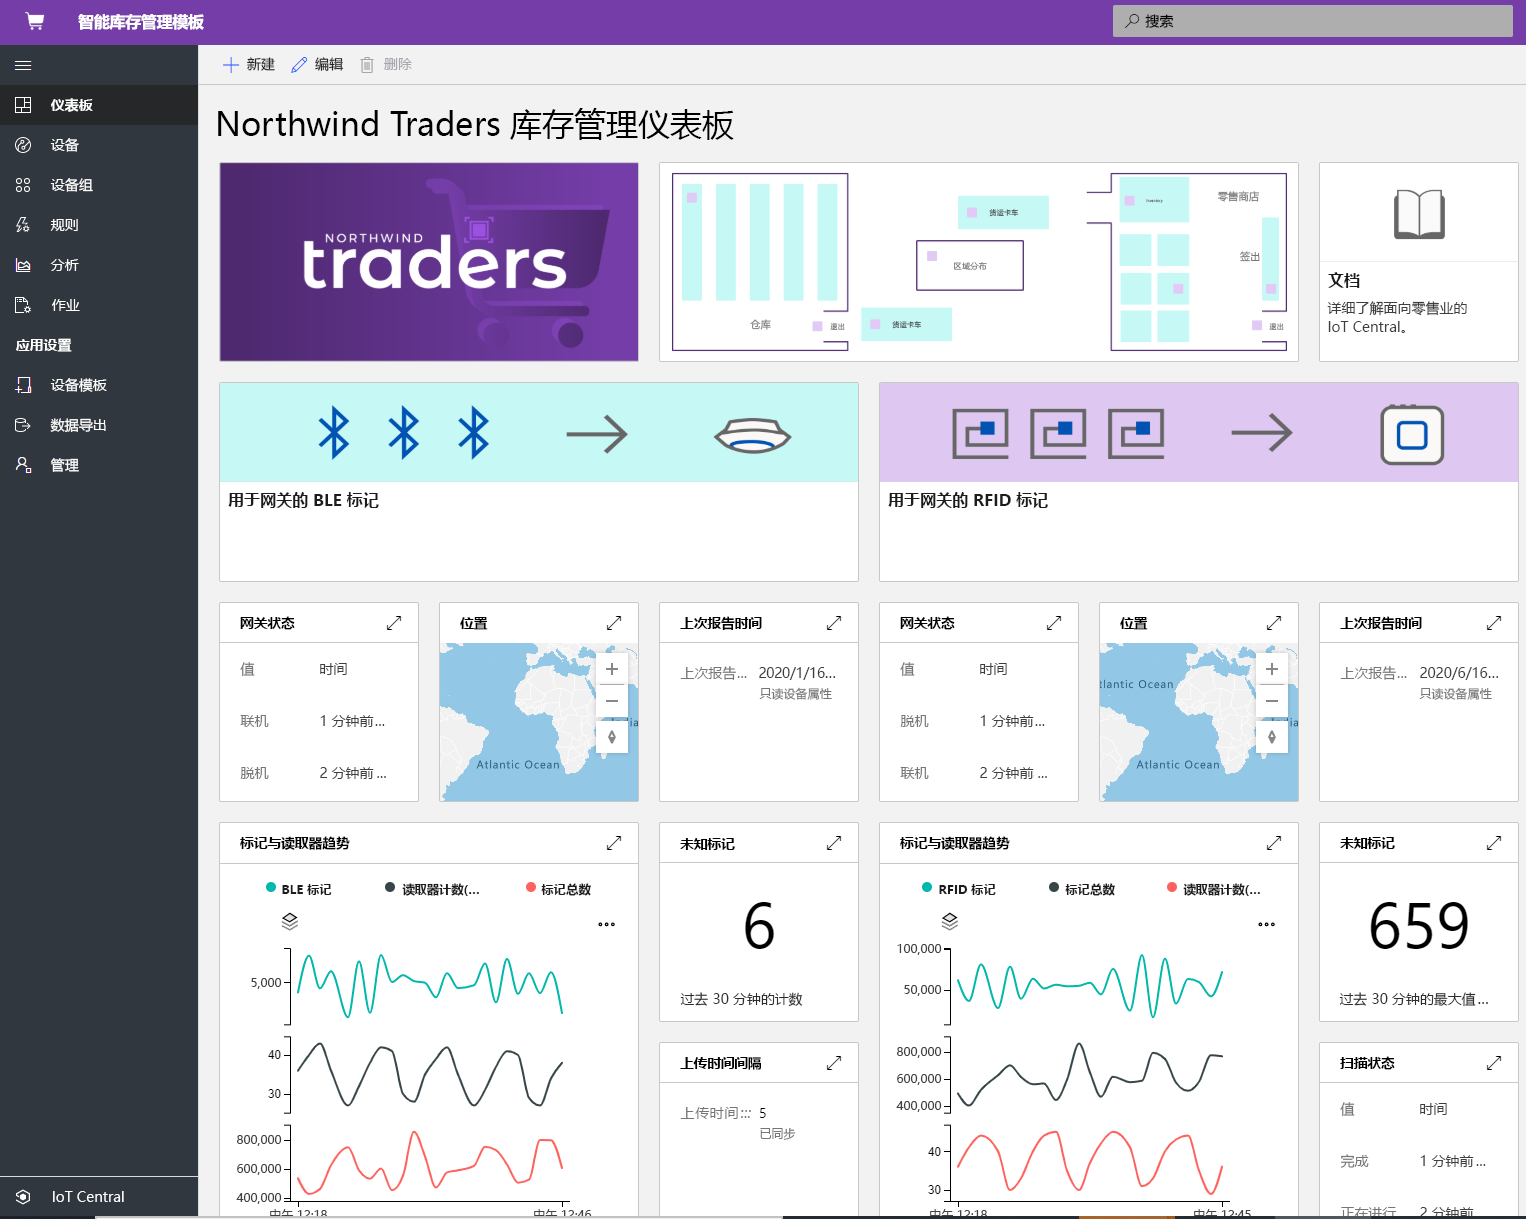 智能库存管理模板
搜索
新建 编辑 删除
仪表板
设备
设备组
规则
分析
作业
应用设置
设备模板
数据导出
管理
IoT Central
Northwind Traders 库存管理仪表板
NORTHWIND
traders
仓库
退出
货运卡车
区域分布
货运卡车
Inventory
零售商店
签出
退出
文档
详细了解面向零售业的
IoT Central。
用于网关的 BLE 标记
用于网关的 RFID 标记
网关状态
值 时间
联机 1 分钟前...
脱机 2 分钟前 ...
位置
Atlantic Ocean
上次报告时间
上次报告... 2020/1/16...
只读设备属性
网关状态
值 时间
脱机 1 分钟前...
联机 2 分钟前 ...
位置
tlantic Ocean
Atlantic Ocean
上次报告时间
上次报告... 2020/6/16...
只读设备属性
标记与读取器趋势
BLE 标记 读取器计数(... 标记总数
5,000
40
30
800,000
600,000
400,000
中午 12:18 中午 12:46
未知标记
6
过去 30 分钟的计数
上传时间间隔
上传时间::: 5
已同步
标记与读取器趋势
RFID 标记 标记总数 读取器计数(...
100,000
50,000
800,000
600,000
400,000
40
30
中午 12:18 中午 12:45
未知标记
659
过去 30 分钟的最大值...
扫描状态
值 时间
完成 1 分钟前 ...
正在进行 2 分钟前 ...